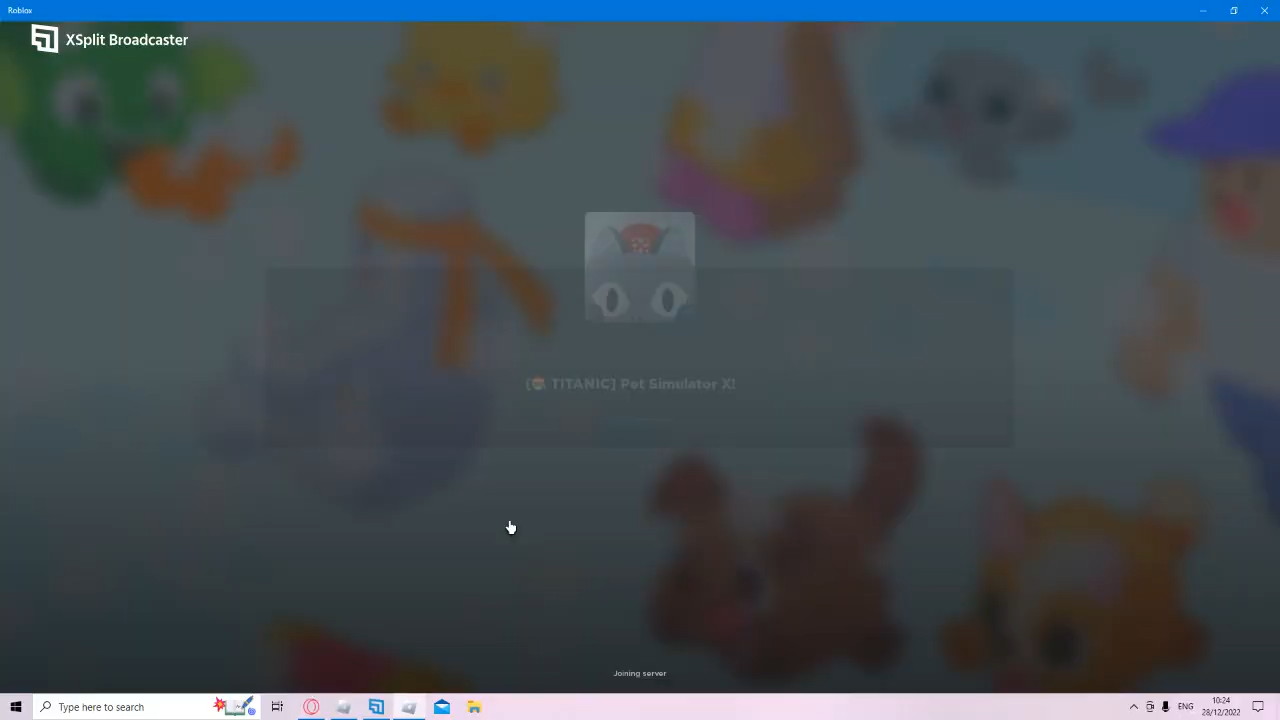 Roblox
XSplit Broadcaster
[🎅 TITANIC] Pet Simulator X!
Joining server
Type here to search
ENG
10:24
28/12/2022